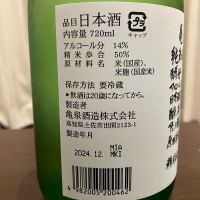 品目 日本酒
内容量 720ml
キャップ
アルコール分 14%
精米歩合 50%
原材料名 米(国産)、
米麹(国産米)
保存方法 要冷蔵
●飲酒は20歳になってから。
製造者
亀泉酒造株式会社
高知県土佐市出間2123-1
製造年月
2024.12.
M1A
MKI
4982005200462